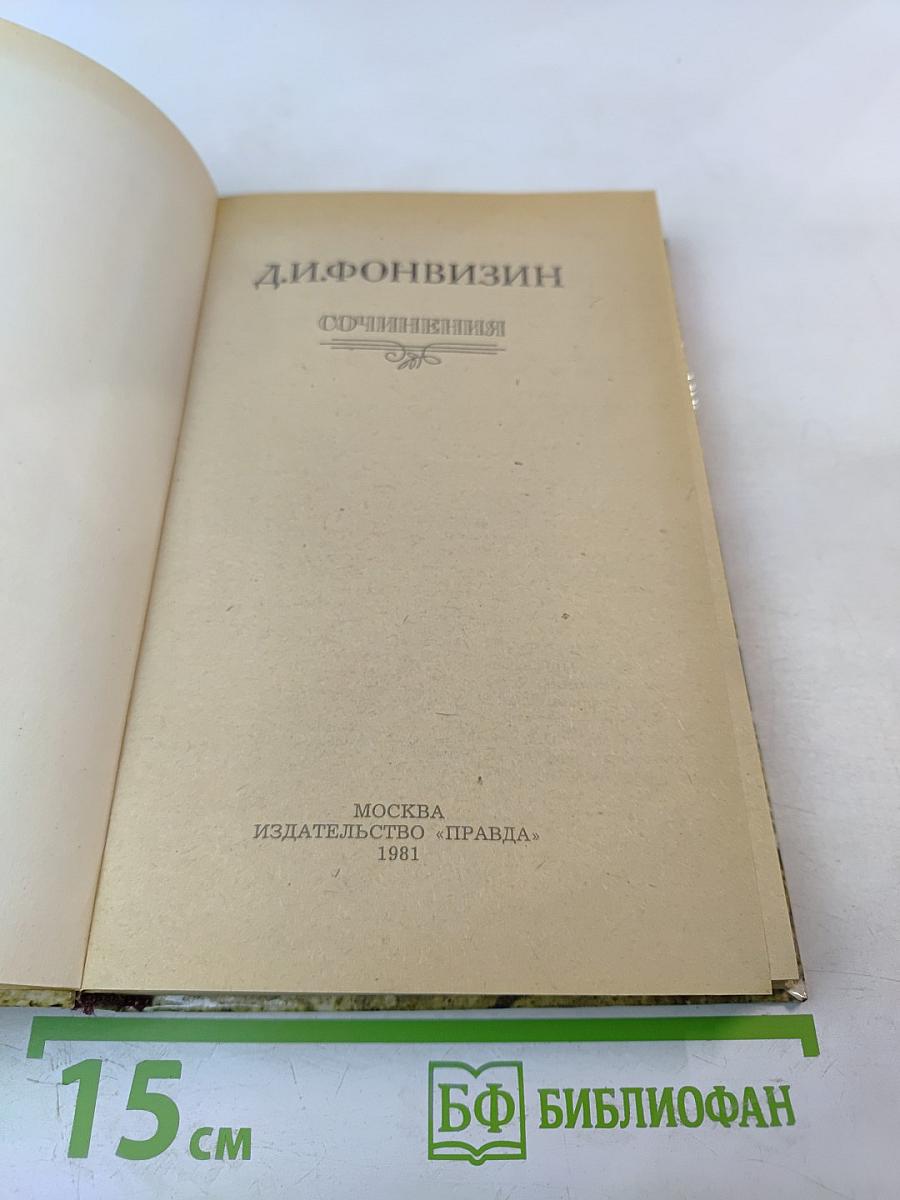 Д.И.ФОНВИЗИН
СОЧИНЕНИЯ
МОСКВА
ИЗДАТЕЛЬСТВО «ПРАВДА»
1981
15 см
БФ БИБЛИОФАН